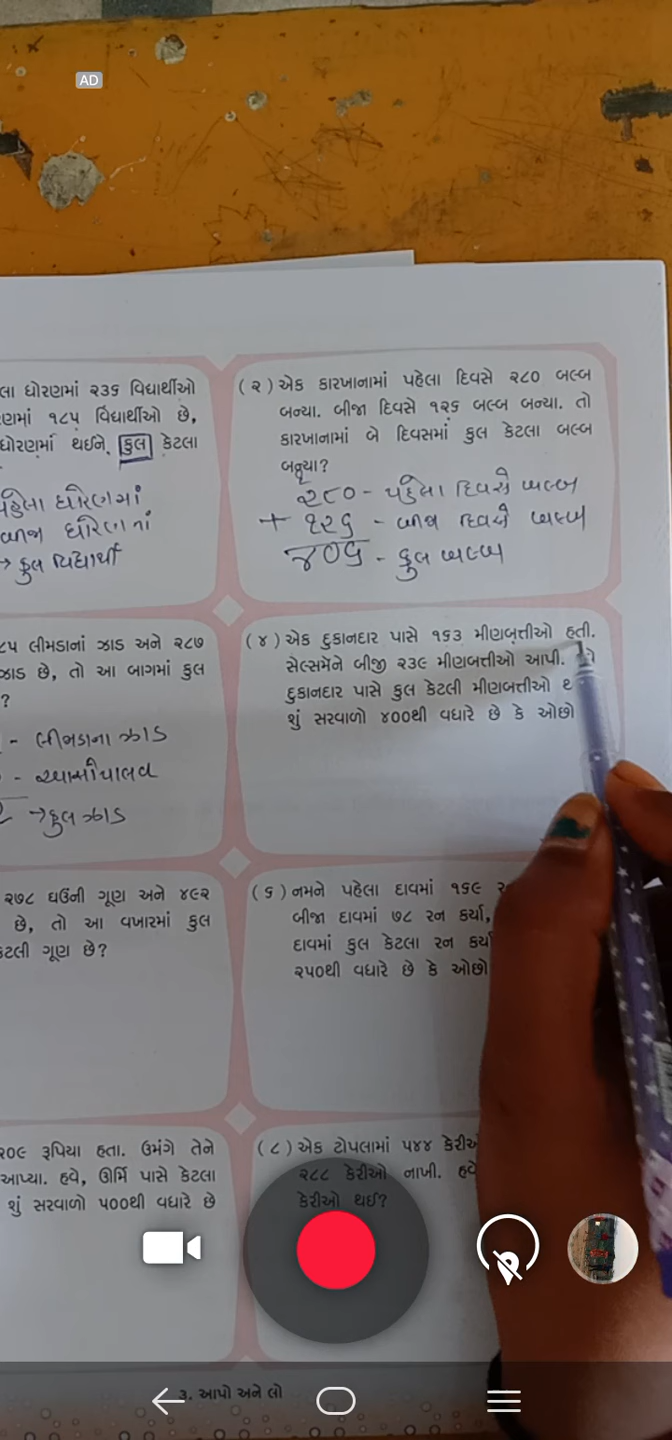 AD
લા ધોરણમાં ૨૩૬ વિદ્યાર્થીઓ
ણમાં ૧૮૫ વિદ્યાર્થીઓ છે,
ધોરણમાં થઈને કુલ કેટલા
પહેલા ધોરણમાં
બીજા ધોરણનાં
→ કુલ વિદ્યાર્થી
(૨) એક કારખાનામાં પહેલા દિવસે ૨૮૦ બલ્બ
બન્યા. બીજા દિવસે ૧૨૬ બલ્બ બન્યા. તો
કારખાનામાં બે દિવસમાં કુલ કેટલા બલ્બ
બન્યા?
૨૮૦ - પહેલા દિવસે બલ્બ
+ ૧૨૬ - બીજા દિવસે બલ્બ
૪૦૬ - કુલ બલ્બ
૮૫ લીમડાનાં ઝાડ અને ૨૮૭
ઝાડ છે, તો આ બાગમાં કુલ
?
- લીમડાના ઝાડ
- આસોપાલવ
→ કુલ ઝાડ
(૪) એક દુકાનદાર પાસે ૧૬૩ મીણબત્તીઓ હતી.
સેલ્સમેને બીજી ૨૩૯ મીણબત્તીઓ આપી.
દુકાનદાર પાસે કુલ કેટલી મીણબત્તીઓ
શું સરવાળો ૪૦૦થી વધારે છે કે ઓછો
૨૭૮ ઘઉંની ગૂણ અને ૪૯૨
છે, તો આ વખારમાં કુલ
કેટલી ગૂણ છે?
(૬) નમને પહેલા દાવમાં ૧૬૯
બીજા દાવમાં ૭૮ રન કર્યા,
દાવમાં કુલ કેટલા રન કર્યા
૨૫૦થી વધારે છે કે ઓછો
૨૦૯ રૂપિયા હતા. ઉમંગે તેને
આપ્યા. હવે, ઊર્મિ પાસે કેટલા
શું સરવાળો ૫૦૦થી વધારે છે
(૮) એક ટોપલામાં ૫૪૪ કેરીઓ
૨૮૮ કેરીઓ નાખી. હવે
કેરીઓ થઈ?
3. આપો અને લો